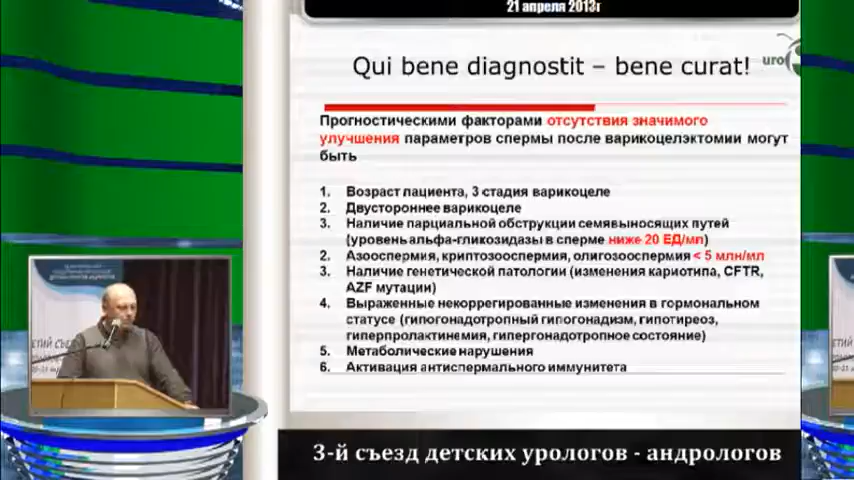 21 апреля 2013г
Qui bene diagnostit – bene curat!
uro
Прогностическими факторами отсутствия значимого
улучшения параметров спермы после варикоцелэктомии могут
быть
1. Возраст пациента, 3 стадия варикоцеле
2. Двустороннее варикоцеле
3. Наличие парциальной обструкции семявыносящих путей
(уровень альфа-гликозидазы в сперме ниже 20 ЕД/мл)
2. Азооспермия, криптозооспермия, олигозооспермия < 5 млн/мл
3. Наличие генетической патологии (изменения кариотипа, CFTR,
AZF мутации)
4. Выраженные некоррегированные изменения в гормональном
статусе (гипогонадотропный гипогонадизм, гипотиреоз,
гиперпролактинемия, гипергонадотропное состояние)
5. Метаболические нарушения
6. Активация антиспермального иммунитета
3-й съезд детских урологов - андрологов